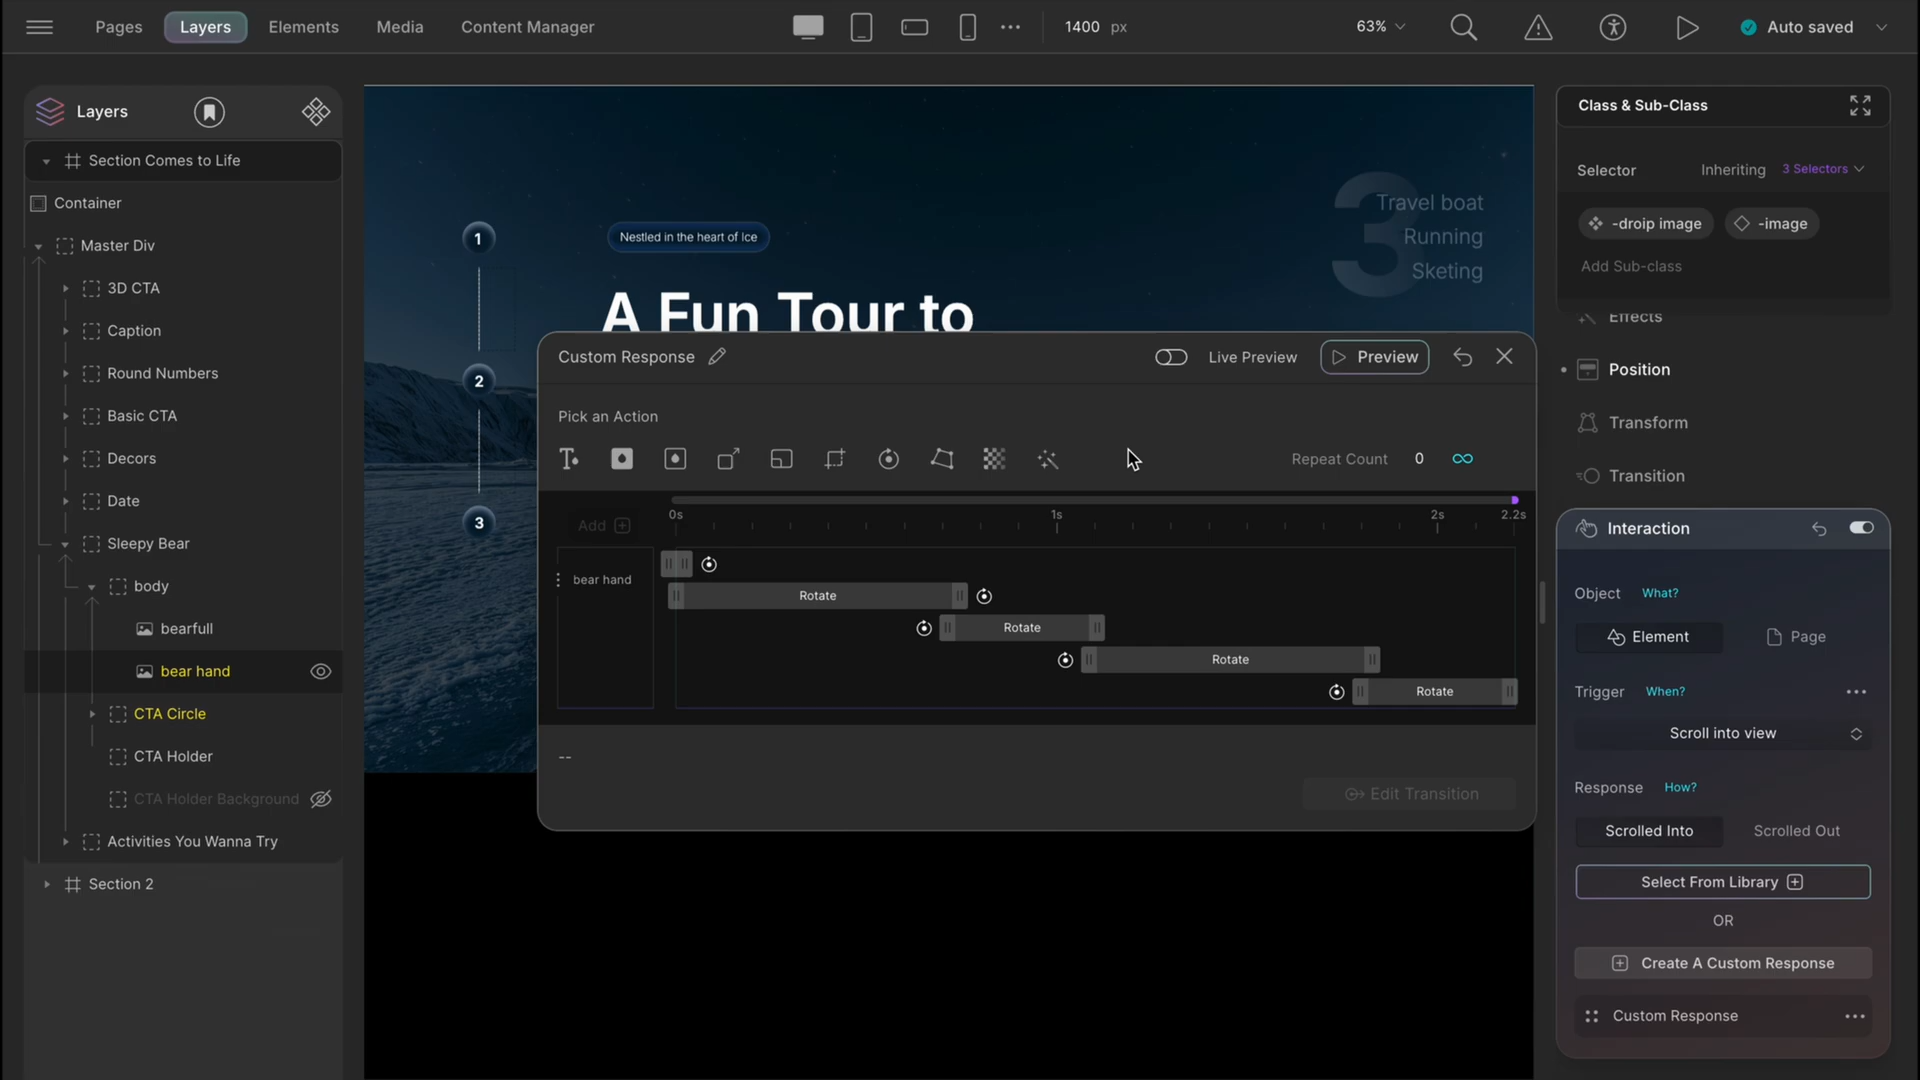 Pages Layers Elements Media Content Manager 1400 px 63% Auto saved
Layers
Section Comes to Life
Container
Master Div
3D CTA
Caption
Round Numbers
Basic CTA
Decors
Date
Sleepy Bear
body
bearfull
bear hand
CTA Circle
CTA Holder
CTA Holder Background
Activities You Wanna Try
Section 2
1
2
3
Nestled in the heart of ice
A Fun Tour to
3
Travel boat
Running
Sketing
Custom Response Live Preview Preview
Pick an Action
Repeat Count 0
Add 0s 1s 2s 2.2s
bear hand
Rotate
Rotate
Rotate
Rotate
--
Edit Transition
Class & Sub-Class
Selector Inheriting 3 Selectors
-droip image -image
Add Sub-class
Effects
Position
Transform
Transition
Interaction
Object What?
Element Page
Trigger When?
Scroll into view
Response How?
Scrolled Into Scrolled Out
Select From Library
OR
Create A Custom Response
Custom Response